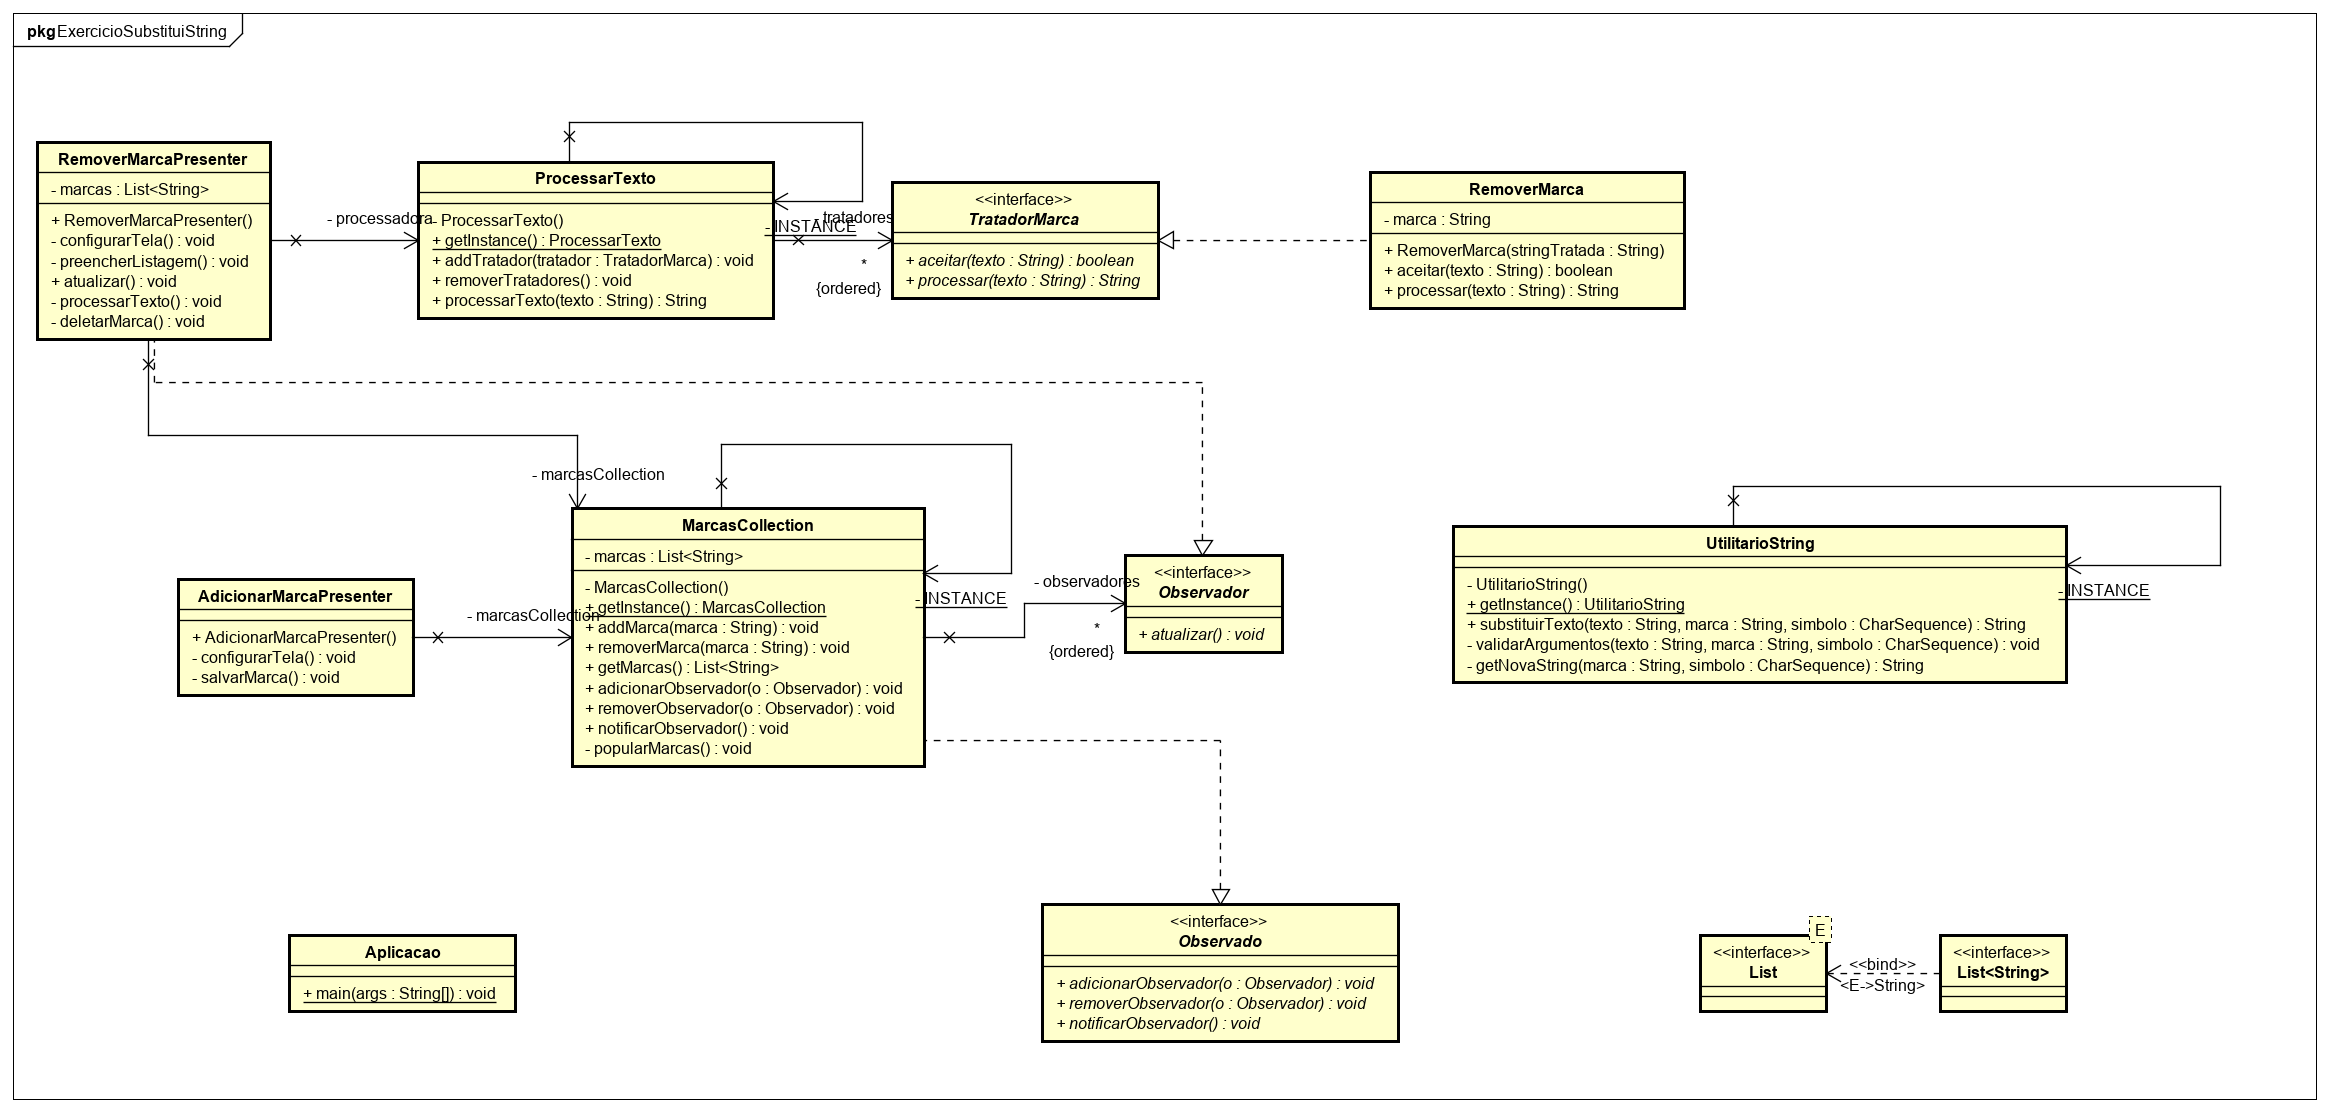 pkg ExercicioSubstituiString
RemoverMarcaPresenter
- marcas : List<String>
+ RemoverMarcaPresenter()
- configurarTela() : void
- preencherListagem() : void
+ atualizar() : void
- processarTexto() : void
- deletarMarca() : void
- processadora
ProcessarTexto
- ProcessarTexto()
+ getInstance() : ProcessarTexto
+ addTratador(tratador : TratadorMarca) : void
+ removerTratadores() : void
+ processarTexto(texto : String) : String
- INSTANCE
- tratadores
*
{ordered}
<<interface>>
TratadorMarca
+ aceitar(texto : String) : boolean
+ processar(texto : String) : String
RemoverMarca
- marca : String
+ RemoverMarca(stringTratada : String)
+ aceitar(texto : String) : boolean
+ processar(texto : String) : String
- marcasCollection
AdicionarMarcaPresenter
+ AdicionarMarcaPresenter()
- configurarTela() : void
- salvarMarca() : void
- marcasCollection
MarcasCollection
- marcas : List<String>
- MarcasCollection()
+ getInstance() : MarcasCollection
+ addMarca(marca : String) : void
+ removerMarca(marca : String) : void
+ getMarcas() : List<String>
+ adicionarObservador(o : Observador) : void
+ removerObservador(o : Observador) : void
+ notificarObservador() : void
- popularMarcas() : void
- INSTANCE
- observadores
*
{ordered}
<<interface>>
Observador
+ atualizar() : void
UtilitarioString
- UtilitarioString()
+ getInstance() : UtilitarioString
+ substituirTexto(texto : String, marca : String, simbolo : CharSequence) : String
- validarArgumentos(texto : String, marca : String, simbolo : CharSequence) : void
- getNovaString(marca : String, simbolo : CharSequence) : String
- INSTANCE
Aplicacao
+ main(args : String[]) : void
<<interface>>
Observado
+ adicionarObservador(o : Observador) : void
+ removerObservador(o : Observador) : void
+ notificarObservador() : void
E
<<interface>>
List
<<bind>>
<E->String>
<<interface>>
List<String>